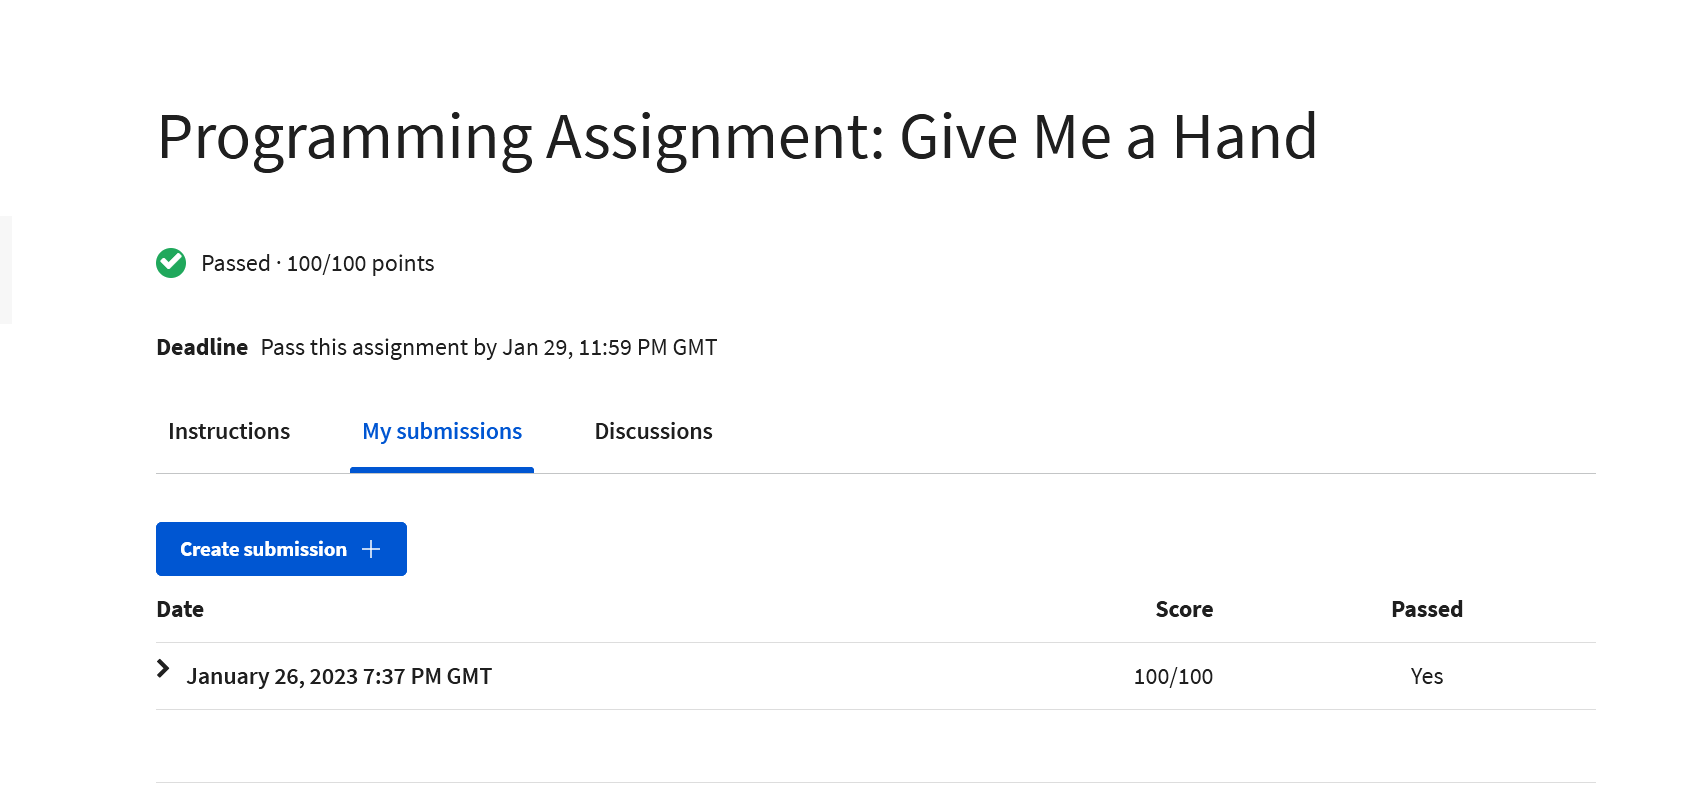 Programming Assignment: Give Me a Hand
Passed · 100/100 points
Deadline Pass this assignment by Jan 29, 11:59 PM GMT
Instructions My submissions Discussions
Create submission
Date Score Passed
January 26, 2023 7:37 PM GMT 100/100 Yes